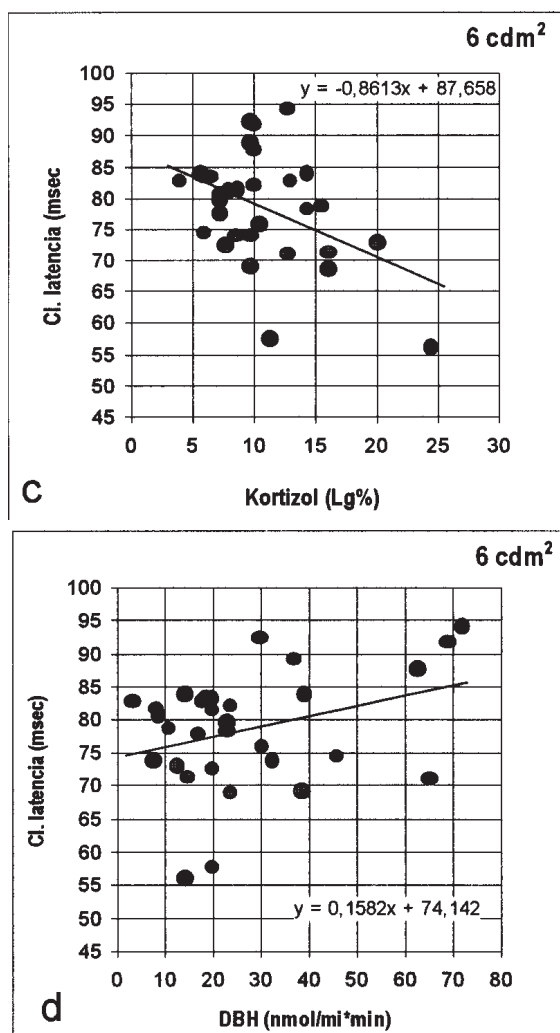 6 cdm²
y = -0,8613x + 87,658
100
95
90
85
80
75
70
65
60
55
50
45
Cl. latencia (msec
0 5 10 15 20 25 30
Kortizol (Lg%)
c
6 cdm²
100
95
90
85
80
75
70
65
60
55
50
45
Cl. latencia (msec)
y = 0,1582x + 74,142
0 10 20 30 40 50 60 70 80
DBH (nmol/mi*min)
d